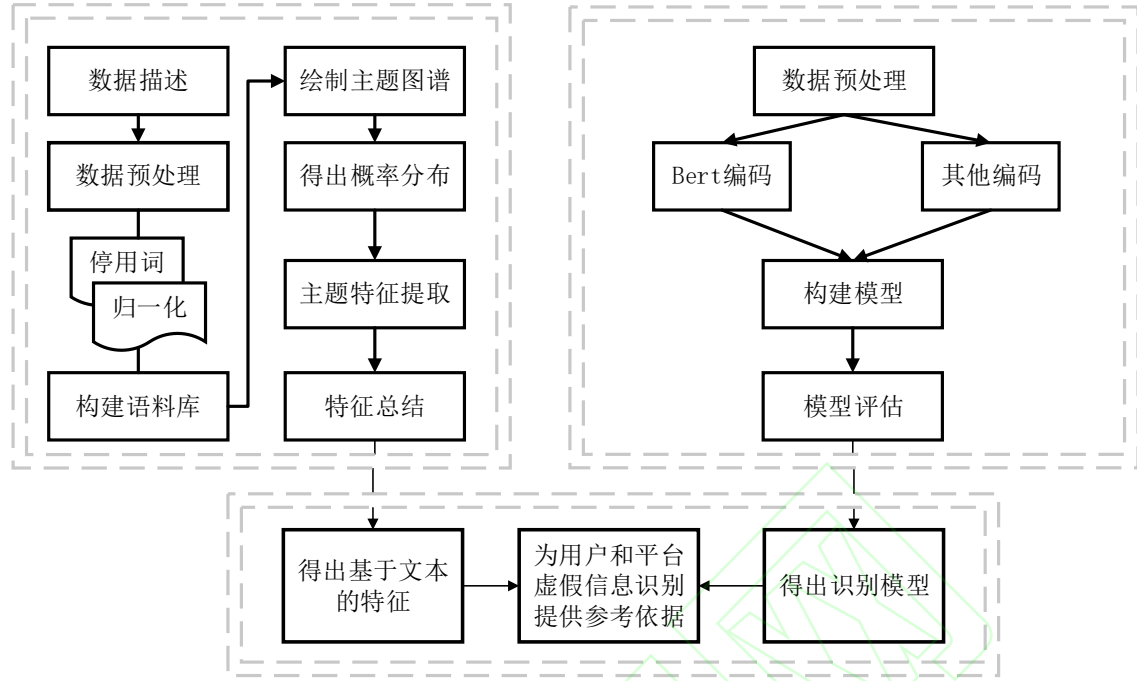 数据描述
数据预处理
停用词
归一化
构建语料库
绘制主题图谱
得出概率分布
主题特征提取
特征总结
数据预处理
Bert编码
其他编码
构建模型
模型评估
得出基于文本
的特征
为用户和平台
虚假信息识别
提供参考依据
得出识别模型